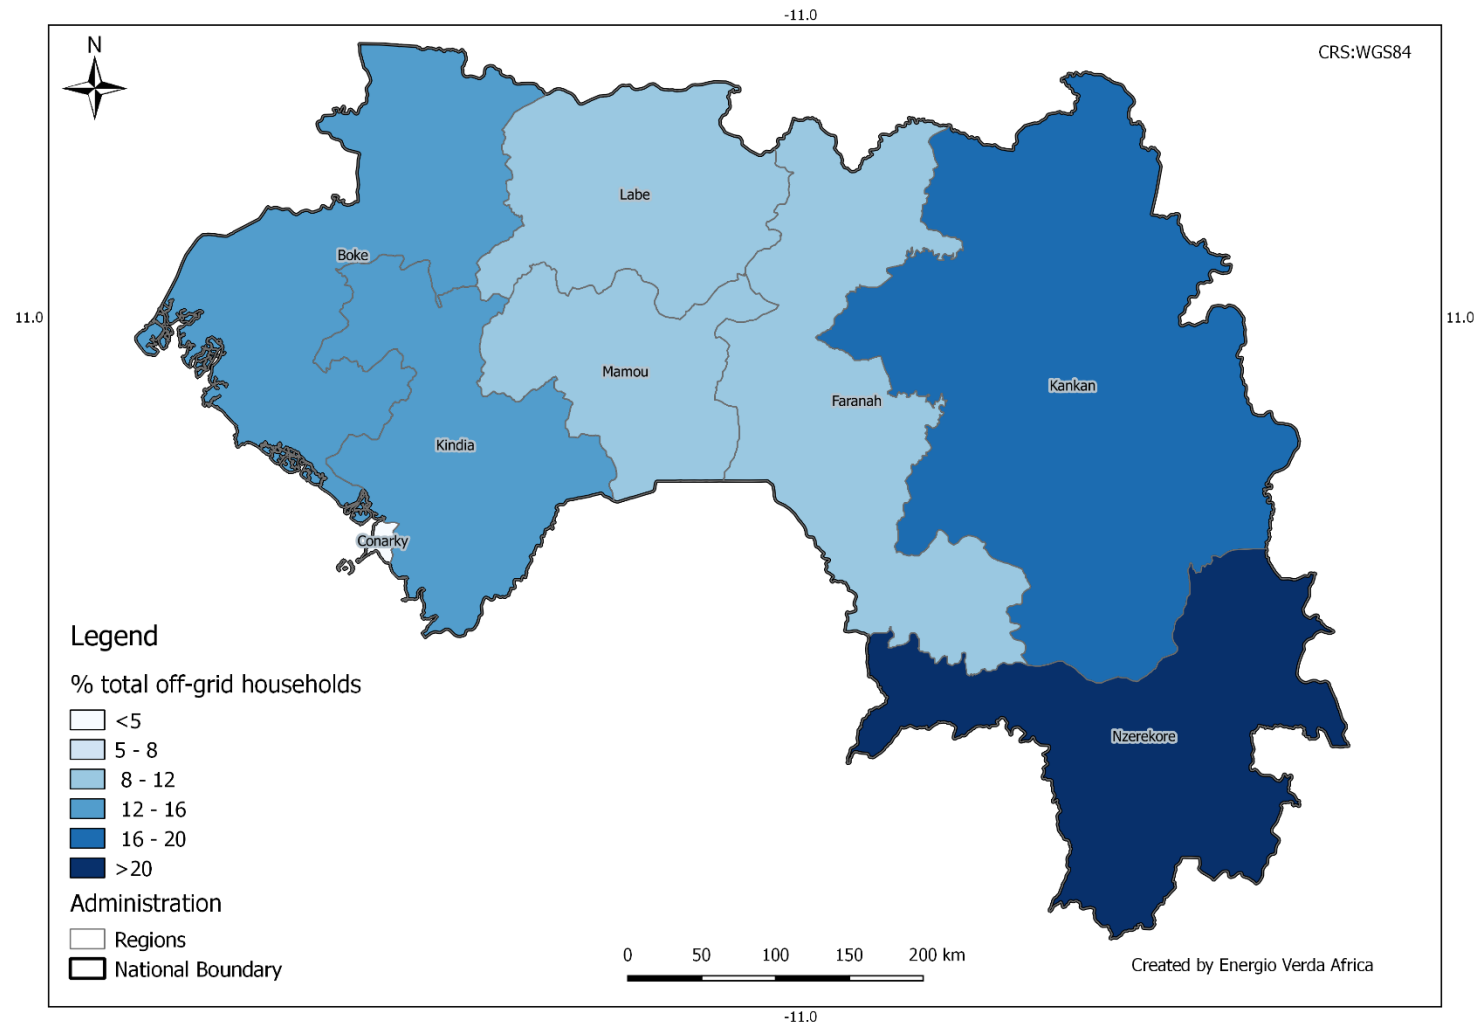 -11.0
N
CRS:WGS84
Labe
Boke
11.0
11.0
Mamou
Kankan
Faranah
Kindia
Conarky
Nzerekore
Legend
% total off-grid households
<5
5 - 8
8 - 12
12 - 16
16 - 20
>20
Administration
Regions
National Boundary
0 50 100 150 200 km
Created by Energio Verda Africa
-11.0